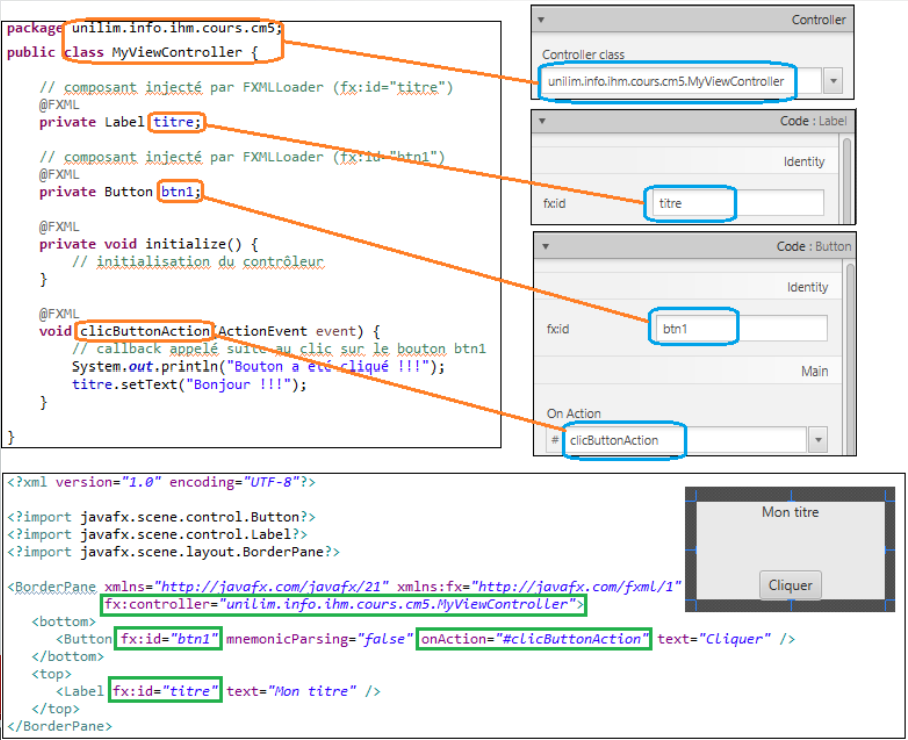 package unilim.info.ihm.cours.cm5;
public class MyViewController {
// composant injecté par FXMLLoader (fx:id="titre")
@FXML
private Label titre;
// composant injecté par FXMLLoader (fx:id="btn1")
@FXML
private Button btn1;
@FXML
private void initialize() {
// initialisation du contrôleur
}
@FXML
void clicButtonAction(ActionEvent event) {
// callback appelé suite au clic sur le bouton btn1
System.out.println("Bouton a été cliqué !!!");
titre.setText("Bonjour !!!");
}
}
Controller
Controller class
unilim.info.ihm.cours.cm5.MyViewController
Code : Label
Identity
fx:id
titre
Code : Button
Identity
fx:id
btn1
Main
On Action
# clicButtonAction
<?xml version="1.0" encoding="UTF-8"?>
<?import javafx.scene.control.Button?>
<?import javafx.scene.control.Label?>
<?import javafx.scene.layout.BorderPane?>
<BorderPane xmlns="http://javafx.com/javafx/21" xmlns:fx="http://javafx.com/fxml/1"
fx:controller="unilim.info.ihm.cours.cm5.MyViewController">
<bottom>
<Button fx:id="btn1" mnemonicParsing="false" onAction="#clicButtonAction" text="Cliquer" />
</bottom>
<top>
<Label fx:id="titre" text="Mon titre" />
</top>
</BorderPane>
Mon titre
Cliquer